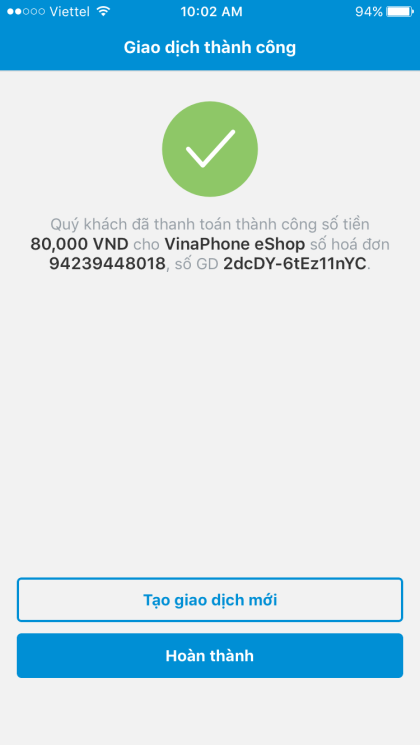 Viettel 10:02 AM 94%
Giao dịch thành công
Quý khách đã thanh toán thành công số tiền
80,000 VND cho VinaPhone eShop số hoá đơn
94239448018, số GD 2dcDY-6tEz11nYC.
Tạo giao dịch mới
Hoàn thành